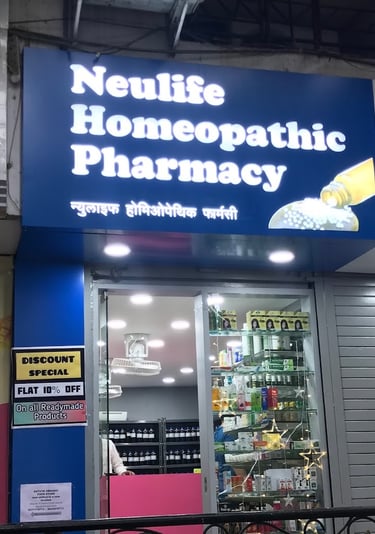 Neulife
Homeopathic
Pharmacy
न्युलाइफ होमिओपेथिक फार्मसी
DISCOUNT
SPECIAL
FLAT 10% OFF
On all Readymade
Products